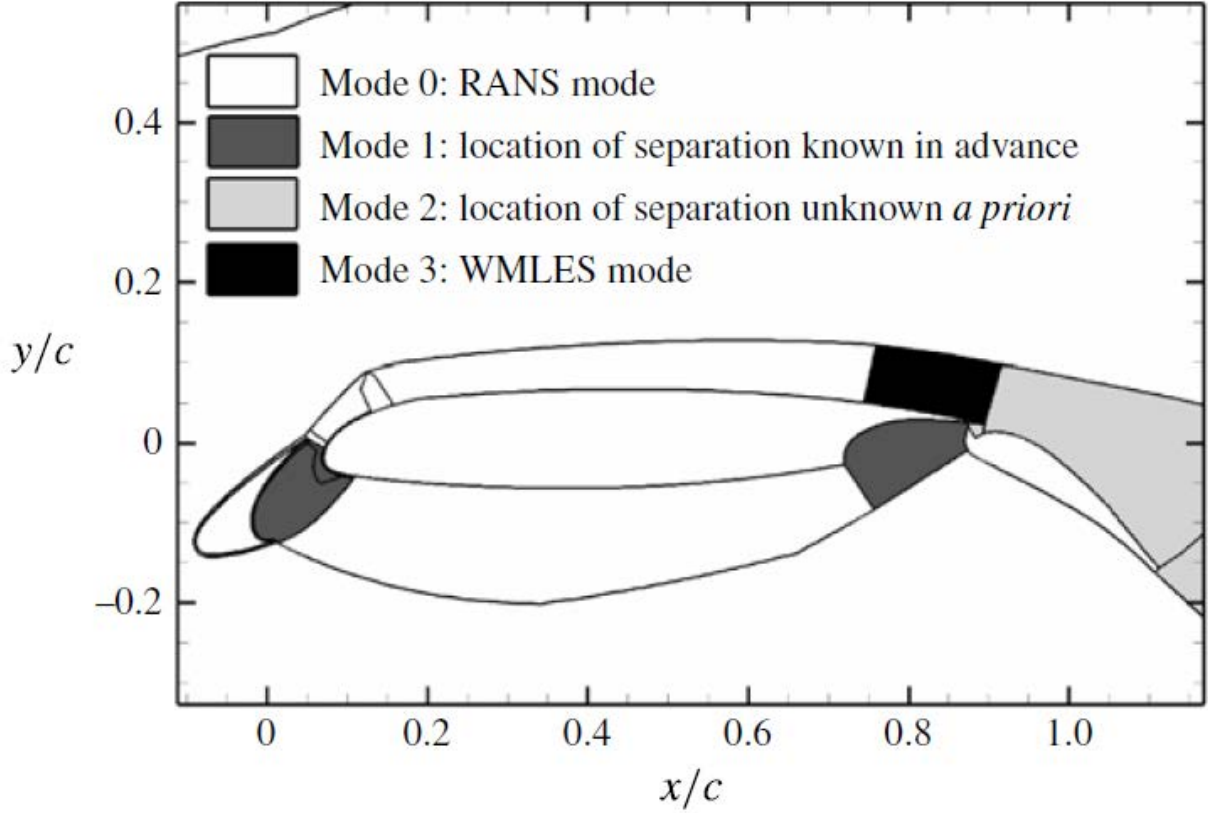 Mode 0: RANS mode
Mode 1: location of separation known in advance
Mode 2: location of separation unknown a priori
Mode 3: WMLES mode
0.4
0.2
y/c
0
–0.2
0 0.2 0.4 0.6 0.8 1.0
x/c